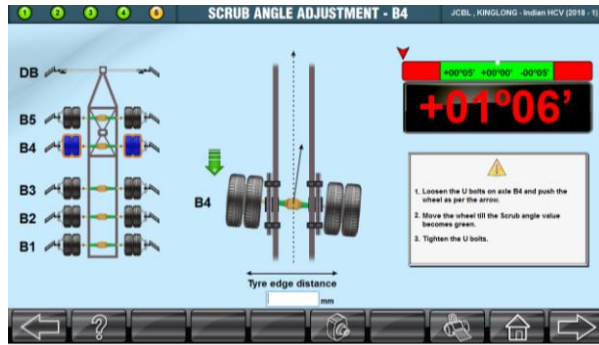 1 2 3 4 5
SCRUB ANGLE ADJUSTMENT - B4
JCBL , KINGLONG - Indian HCV (2018 - 1)
DB
B5
B4
B3
B2
B1
B4
Tyre edge distance
mm
+00°05' +00°00' -00°05'
+01°06’
1. Loosen the U bolts on axle B4 and push the
wheel as per the arrow.
2. Move the wheel till the Scrub angle value
becomes green.
3. Tighten the U bolts.